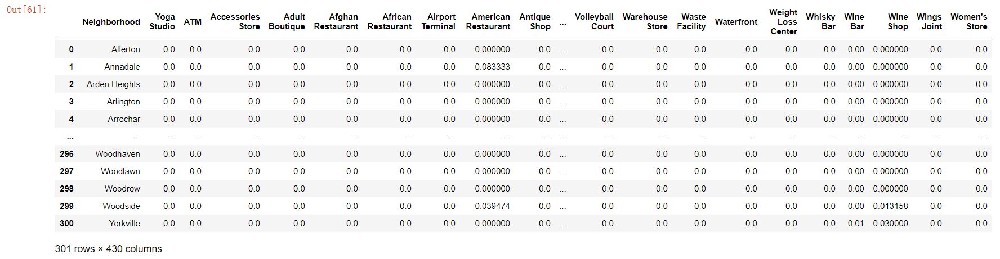 Out[61]:
Neighborhood Yoga Studio ATM Accessories Store Adult Boutique Afghan Restaurant African Restaurant Airport Terminal American Restaurant Antique Shop ... Volleyball Court Warehouse Store Waste Facility Waterfront Weight Loss Center Whisky Bar Wine Bar Wine Shop Wings Joint Women's Store
0 Allerton 0.0 0.0 0.0 0.0 0.0 0.0 0.0 0.000000 0.0 ... 0.0 0.0 0.0 0.0 0.0 0.0 0.00 0.000000 0.0 0.0
1 Annadale 0.0 0.0 0.0 0.0 0.0 0.0 0.0 0.083333 0.0 ... 0.0 0.0 0.0 0.0 0.0 0.0 0.00 0.000000 0.0 0.0
2 Arden Heights 0.0 0.0 0.0 0.0 0.0 0.0 0.0 0.000000 0.0 ... 0.0 0.0 0.0 0.0 0.0 0.0 0.00 0.000000 0.0 0.0
3 Arlington 0.0 0.0 0.0 0.0 0.0 0.0 0.0 0.000000 0.0 ... 0.0 0.0 0.0 0.0 0.0 0.0 0.00 0.000000 0.0 0.0
4 Arrochar 0.0 0.0 0.0 0.0 0.0 0.0 0.0 0.000000 0.0 ... 0.0 0.0 0.0 0.0 0.0 0.0 0.00 0.000000 0.0 0.0
... ... ... ... ... ... ... ... ... ... ... ... ... ... ... ... ... ... ... ... ... ...
296 Woodhaven 0.0 0.0 0.0 0.0 0.0 0.0 0.0 0.000000 0.0 ... 0.0 0.0 0.0 0.0 0.0 0.0 0.00 0.000000 0.0 0.0
297 Woodlawn 0.0 0.0 0.0 0.0 0.0 0.0 0.0 0.000000 0.0 ... 0.0 0.0 0.0 0.0 0.0 0.0 0.00 0.000000 0.0 0.0
298 Woodrow 0.0 0.0 0.0 0.0 0.0 0.0 0.0 0.000000 0.0 ... 0.0 0.0 0.0 0.0 0.0 0.0 0.00 0.000000 0.0 0.0
299 Woodside 0.0 0.0 0.0 0.0 0.0 0.0 0.0 0.039474 0.0 ... 0.0 0.0 0.0 0.0 0.0 0.0 0.00 0.013158 0.0 0.0
300 Yorkville 0.0 0.0 0.0 0.0 0.0 0.0 0.0 0.000000 0.0 ... 0.0 0.0 0.0 0.0 0.0 0.0 0.01 0.030000 0.0 0.0
301 rows × 430 columns